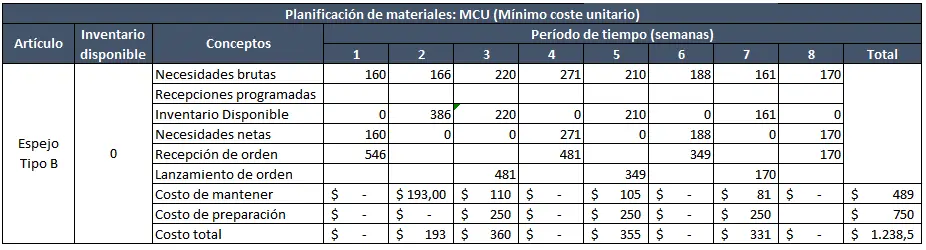 Planificación de materiales: MCU (Mínimo coste unitario)
Artículo Inventario disponible Conceptos Período de tiempo (semanas)
1 2 3 4 5 6 7 8 Total
Espejo Tipo B 0
Necesidades brutas 160 166 220 271 210 188 161 170
Recepciones programadas
Inventario Disponible 0 386 220 0 210 0 161 0
Necesidades netas 160 0 0 271 0 188 0 170
Recepción de orden 546 481 349 170
Lanzamiento de orden 481 349 170
Costo de mantener $ - $ 193,00 $ 110 $ - $ 105 $ - $ 81 $ - $ 489
Costo de preparación $ - $ - $ 250 $ - $ 250 $ - $ 250 $ 750
Costo total $ - $ 193 $ 360 $ - $ 355 $ - $ 331 $ - $ 1.238,5